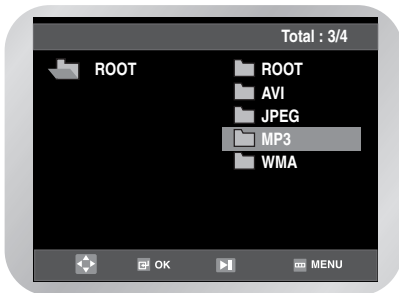 Total : 3/4
ROOT
ROOT
AVI
JPEG
MP3
WMA
OK
MENU